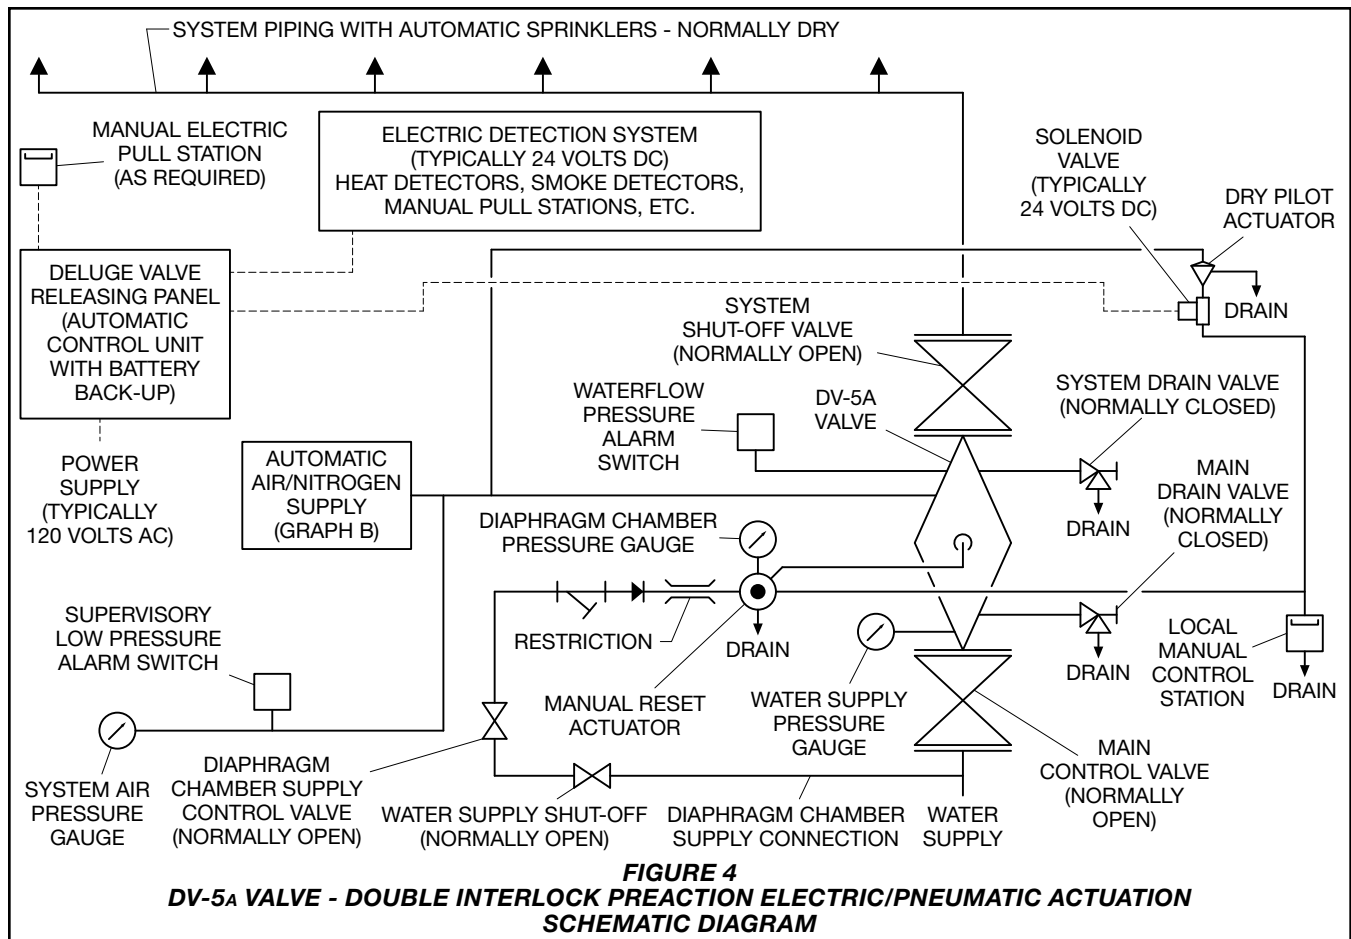 SYSTEM PIPING WITH AUTOMATIC SPRINKLERS - NORMALLY DRY
MANUAL ELECTRIC
PULL STATION
(AS REQUIRED)
ELECTRIC DETECTION SYSTEM
(TYPICALLY 24 VOLTS DC)
HEAT DETECTORS, SMOKE DETECTORS,
MANUAL PULL STATIONS, ETC.
SOLENOID
VALVE
(TYPICALLY
24 VOLTS DC)
DRY PILOT
ACTUATOR
DRAIN
DELUGE VALVE
RELEASING PANEL
(AUTOMATIC
CONTROL UNIT
WITH BATTERY
BACK-UP)
SYSTEM
SHUT-OFF VALVE
(NORMALLY OPEN)
WATERFLOW
PRESSURE
ALARM
SWITCH
DV-5A
VALVE
SYSTEM DRAIN VALVE
(NORMALLY CLOSED)
DRAIN
POWER
SUPPLY
(TYPICALLY
120 VOLTS AC)
AUTOMATIC
AIR/NITROGEN
SUPPLY
(GRAPH B)
MAIN
DRAIN VALVE
(NORMALLY
CLOSED)
DRAIN
DIAPHRAGM CHAMBER
PRESSURE GAUGE
RESTRICTION
DRAIN
SUPERVISORY
LOW PRESSURE
ALARM SWITCH
LOCAL
MANUAL
CONTROL
STATION
DRAIN
MANUAL RESET
ACTUATOR
WATER SUPPLY
PRESSURE
GAUGE
SYSTEM AIR
PRESSURE
GAUGE
DIAPHRAGM
CHAMBER SUPPLY
CONTROL VALVE
(NORMALLY OPEN)
WATER SUPPLY SHUT-OFF
(NORMALLY OPEN)
DIAPHRAGM CHAMBER
SUPPLY CONNECTION
WATER
SUPPLY
MAIN
CONTROL VALVE
(NORMALLY
OPEN)
FIGURE 4
DV-5A VALVE - DOUBLE INTERLOCK PREACTION ELECTRIC/PNEUMATIC ACTUATION
SCHEMATIC DIAGRAM